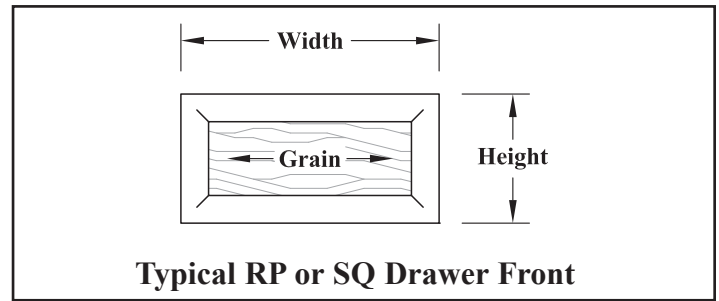 Width
Grain
Height
Typical RP or SQ Drawer Front